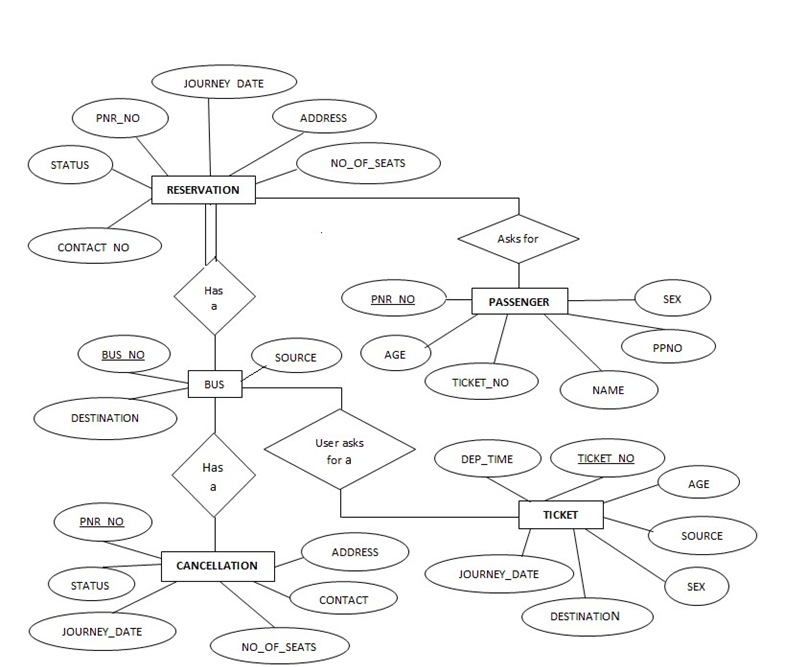 JOURNEY DATE
PNR_NO
ADDRESS
STATUS
NO_OF_SEATS
RESERVATION
CONTACT NO
Asks for
Has
a
PNR_NO
PASSENGER
SEX
PPNO
AGE
TICKET_NO
NAME
BUS_NO
SOURCE
BUS
DESTINATION
User asks
for a
Has
a
DEP_TIME
TICKET_NO
AGE
TICKET
SOURCE
JOURNEY_DATE
SEX
DESTINATION
PNR_NO
ADDRESS
CANCELLATION
STATUS
CONTACT
JOURNEY_DATE
NO_OF_SEATS